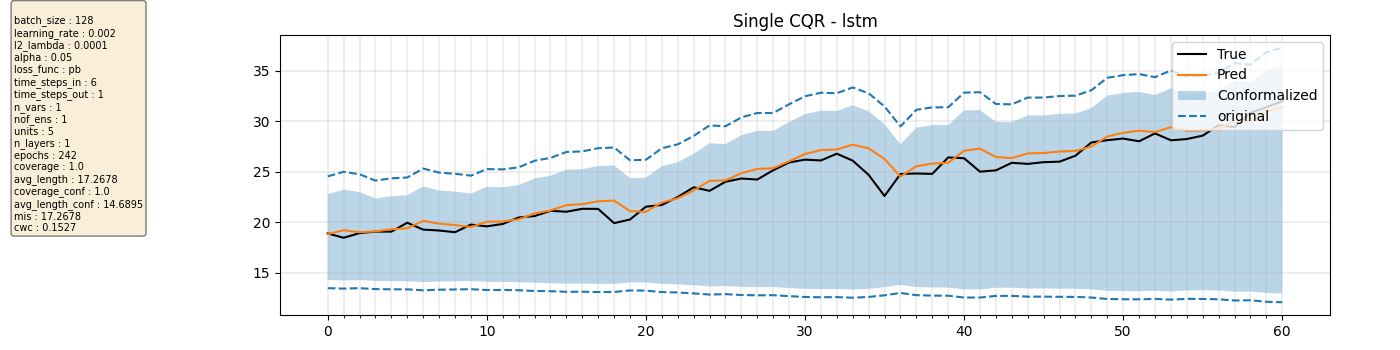 batch_size : 128
learning_rate : 0.002
l2_lambda : 0.0001
alpha : 0.05
loss_func : pb
time_steps_in : 6
time_steps_out : 1
n_vars : 1
nof_ens : 1
units : 5
n_layers : 1
epochs : 242
coverage : 1.0
avg_length : 17.2678
coverage_conf : 1.0
avg_length_conf : 14.6895
mis : 17.2678
cwc : 0.1527
Single CQR - lstm
35
30
25
20
15
0 10 20 30 40 50 60
True
Pred
Conformalized
original